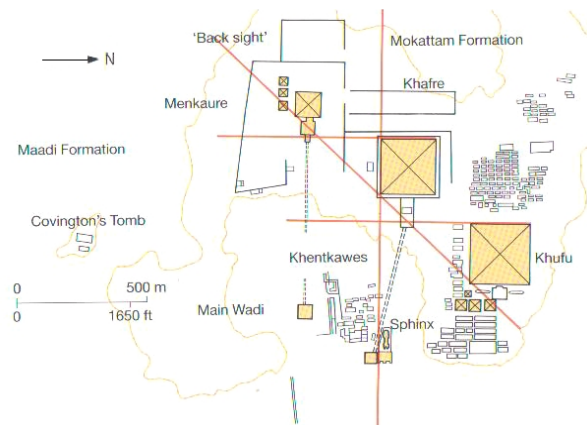 'Back sight'
Mokattam Formation
N
Khafre
Menkaure
Maadi Formation
Covington's Tomb
Khentkawes
Khufu
0 500 m
0 1650 ft
Main Wadi
Sphinx